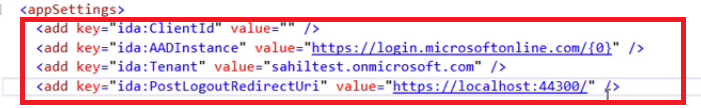 <appSettings>
<add key="ida:ClientId" value="" />
<add key="ida:AADInstance" value="https://login.microsoftonline.com/{0}" />
<add key="ida:Tenant" value="sahiltest.onmicrosoft.com" />
<add key="ida:PostLogoutRedirectUri" value="https://localhost:44300/" />